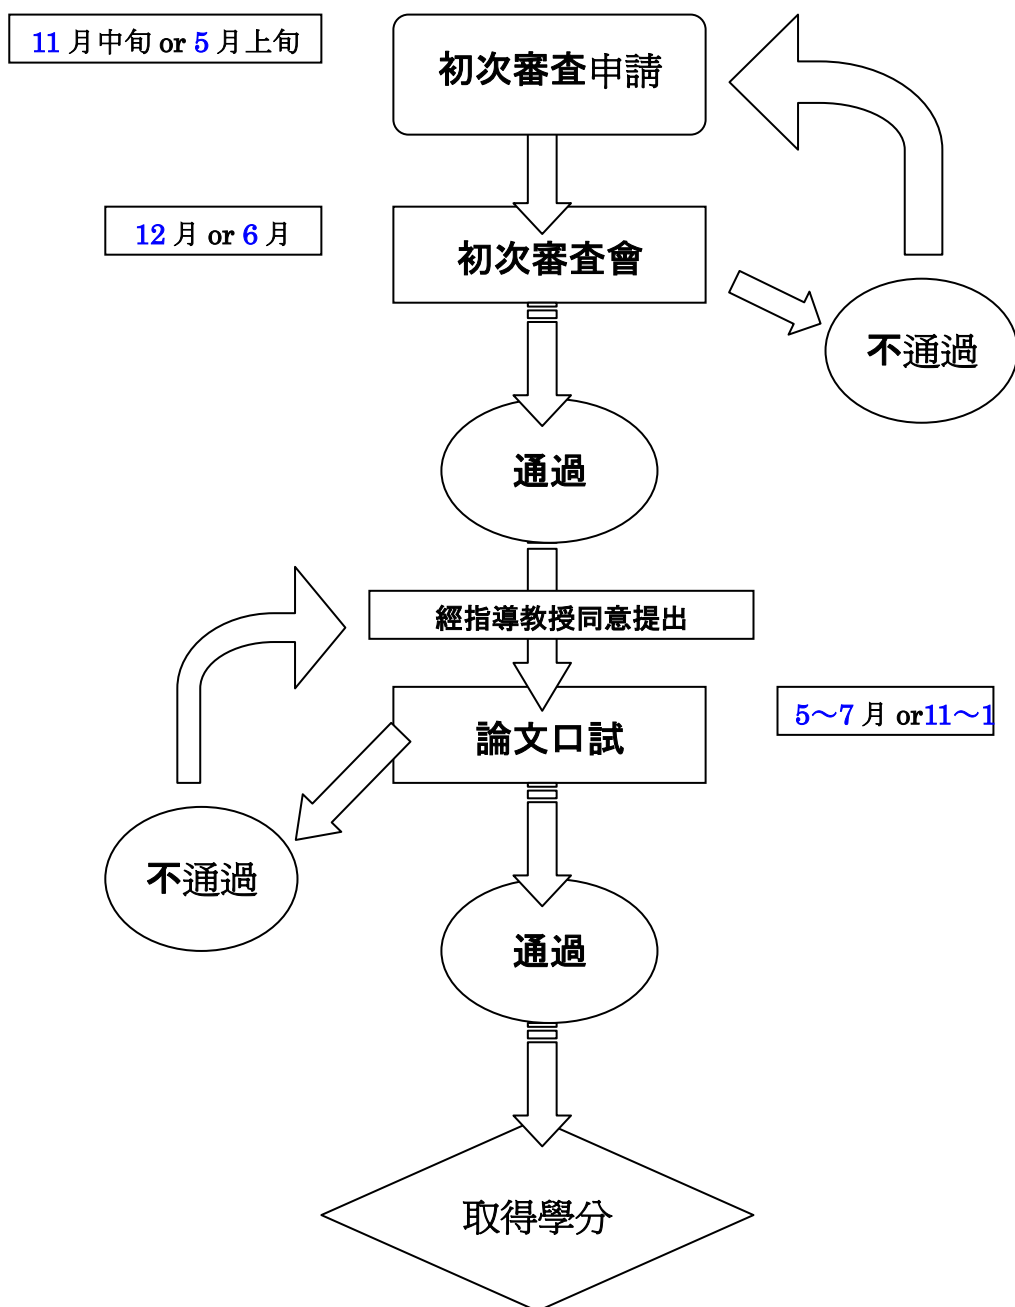 11 月中旬 or 5 月上旬
初次審查申請
12 月 or 6 月
初次審查會
不通過
通過
經指導教授同意提出
5～7 月 or11～1
論文口試
不通過
通過
取得學分